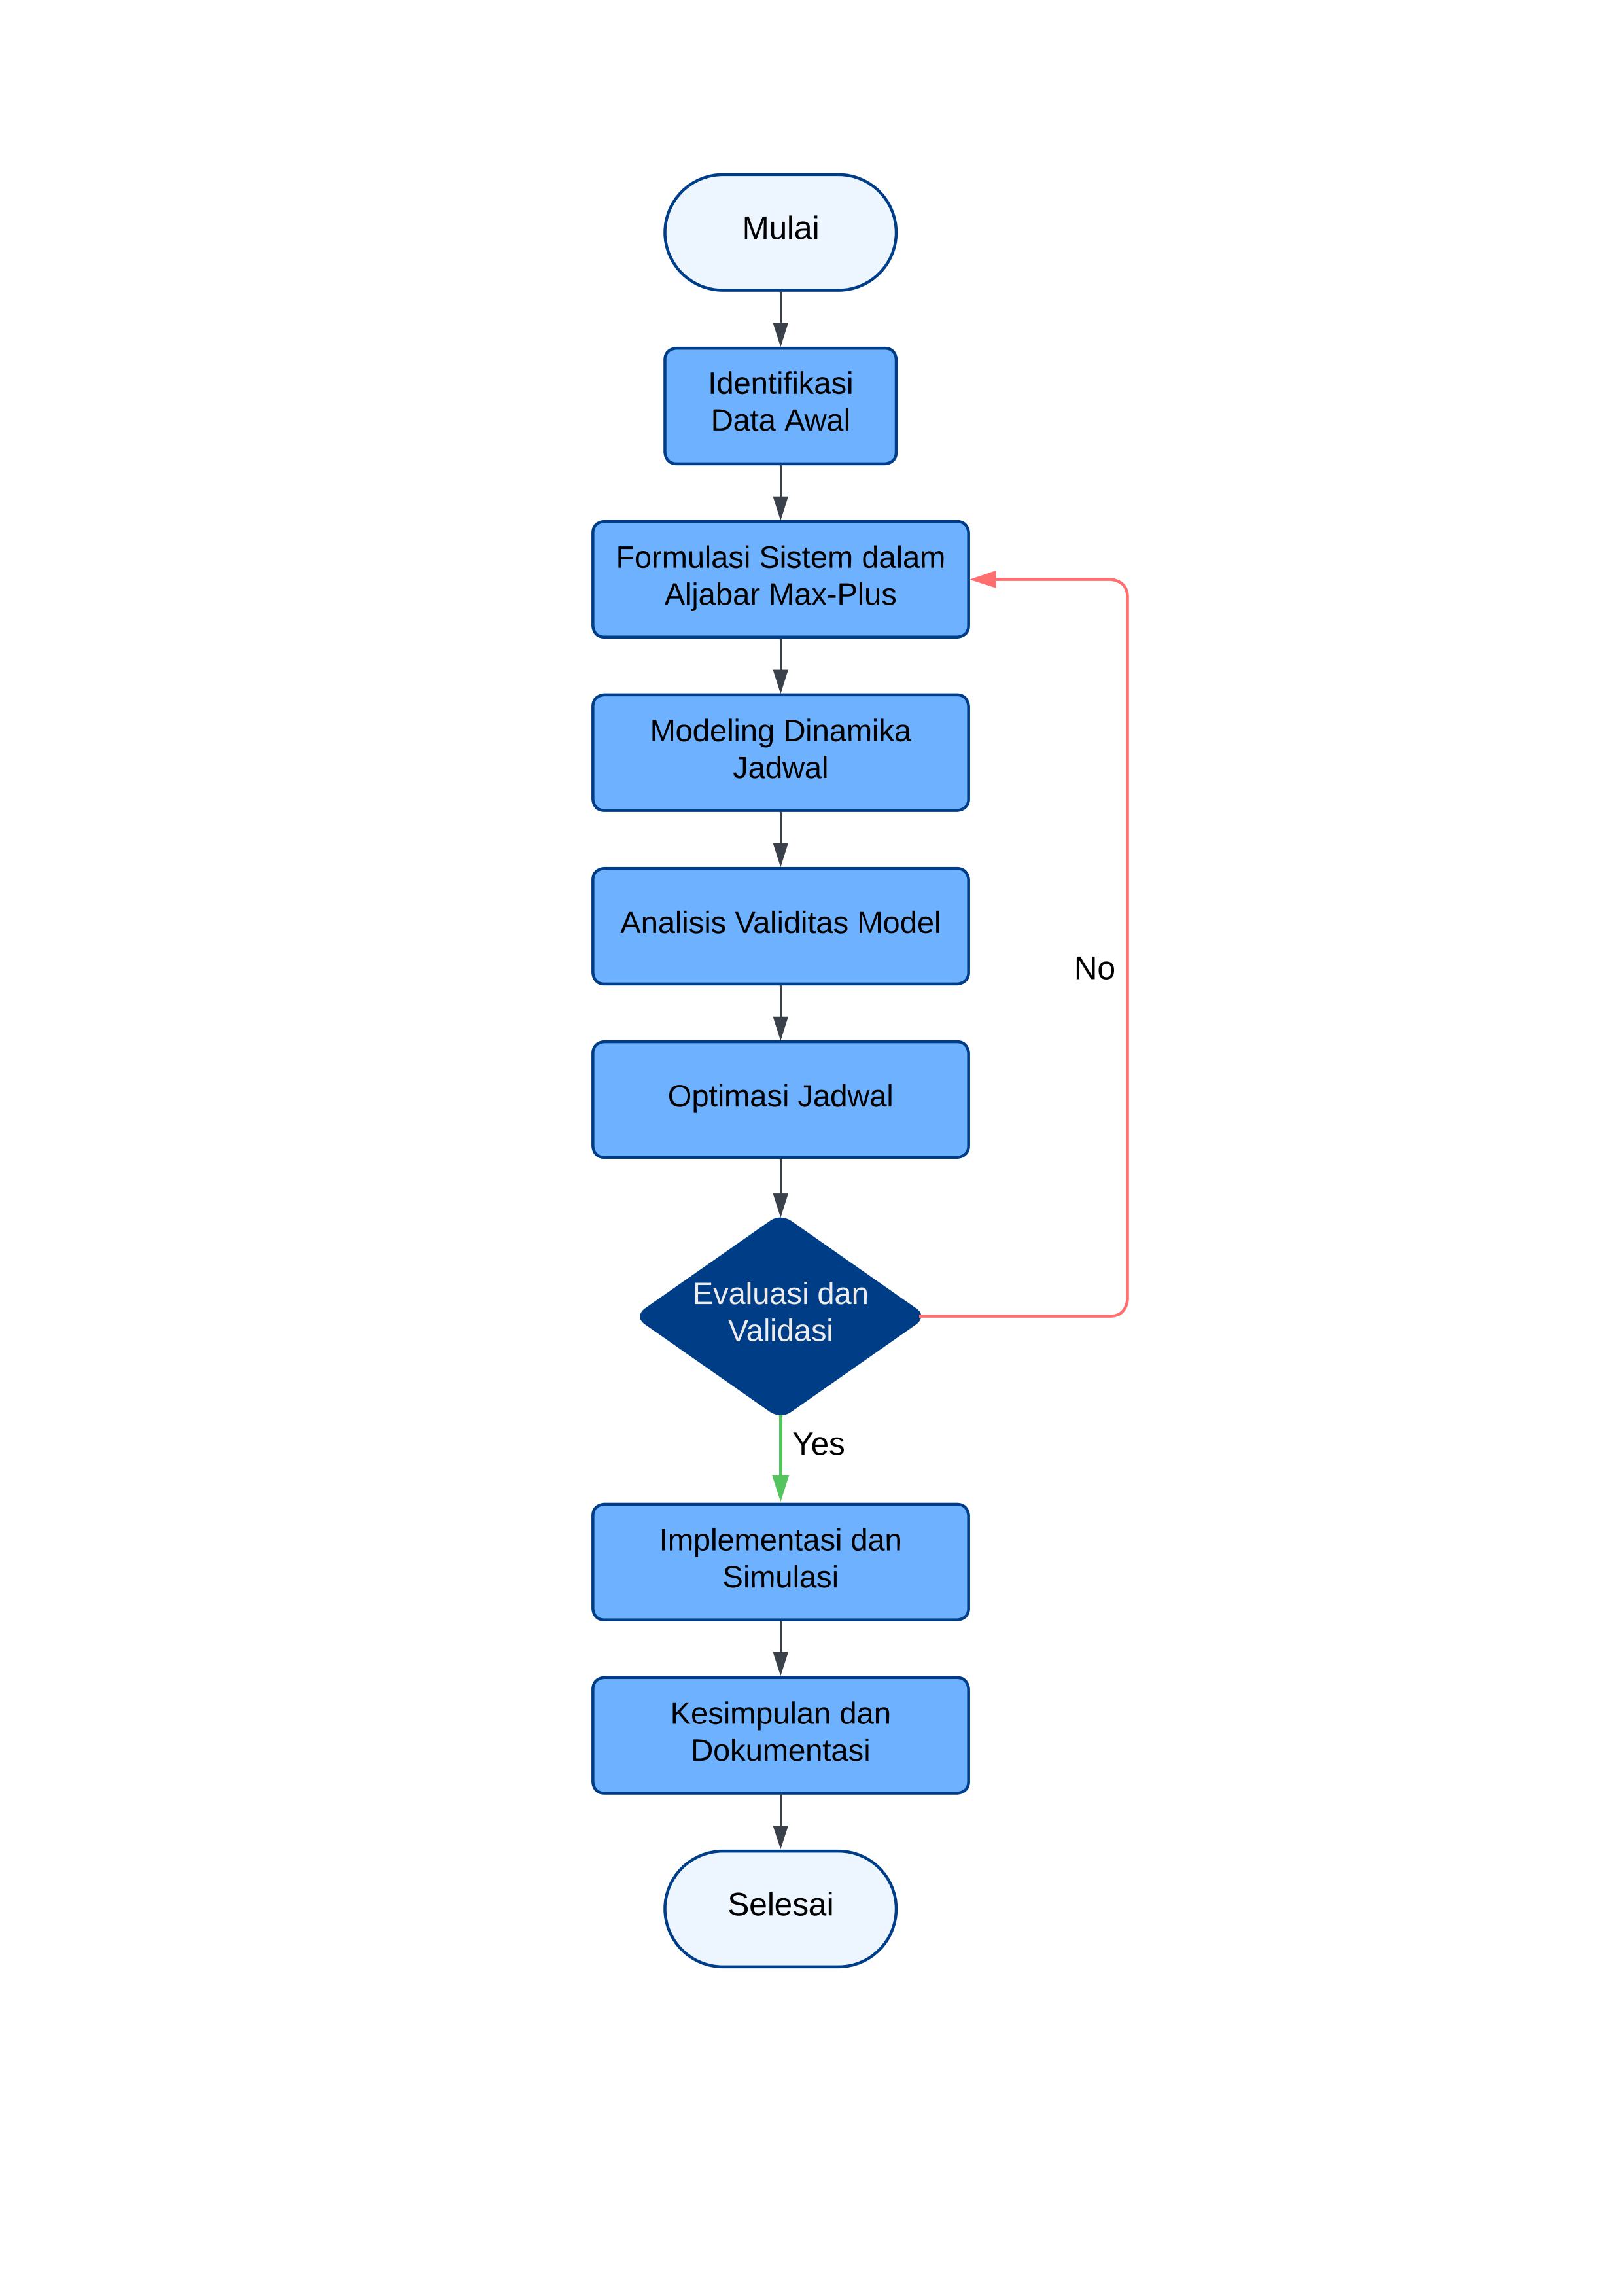 Mulai
Identifikasi
Data Awal
Formulasi Sistem dalam
Aljabar Max-Plus
Modeling Dinamika
Jadwal
Analisis Validitas Model
No
Optimasi Jadwal
Evaluasi dan
Validasi
Yes
Implementasi dan
Simulasi
Kesimpulan dan
Dokumentasi
Selesai